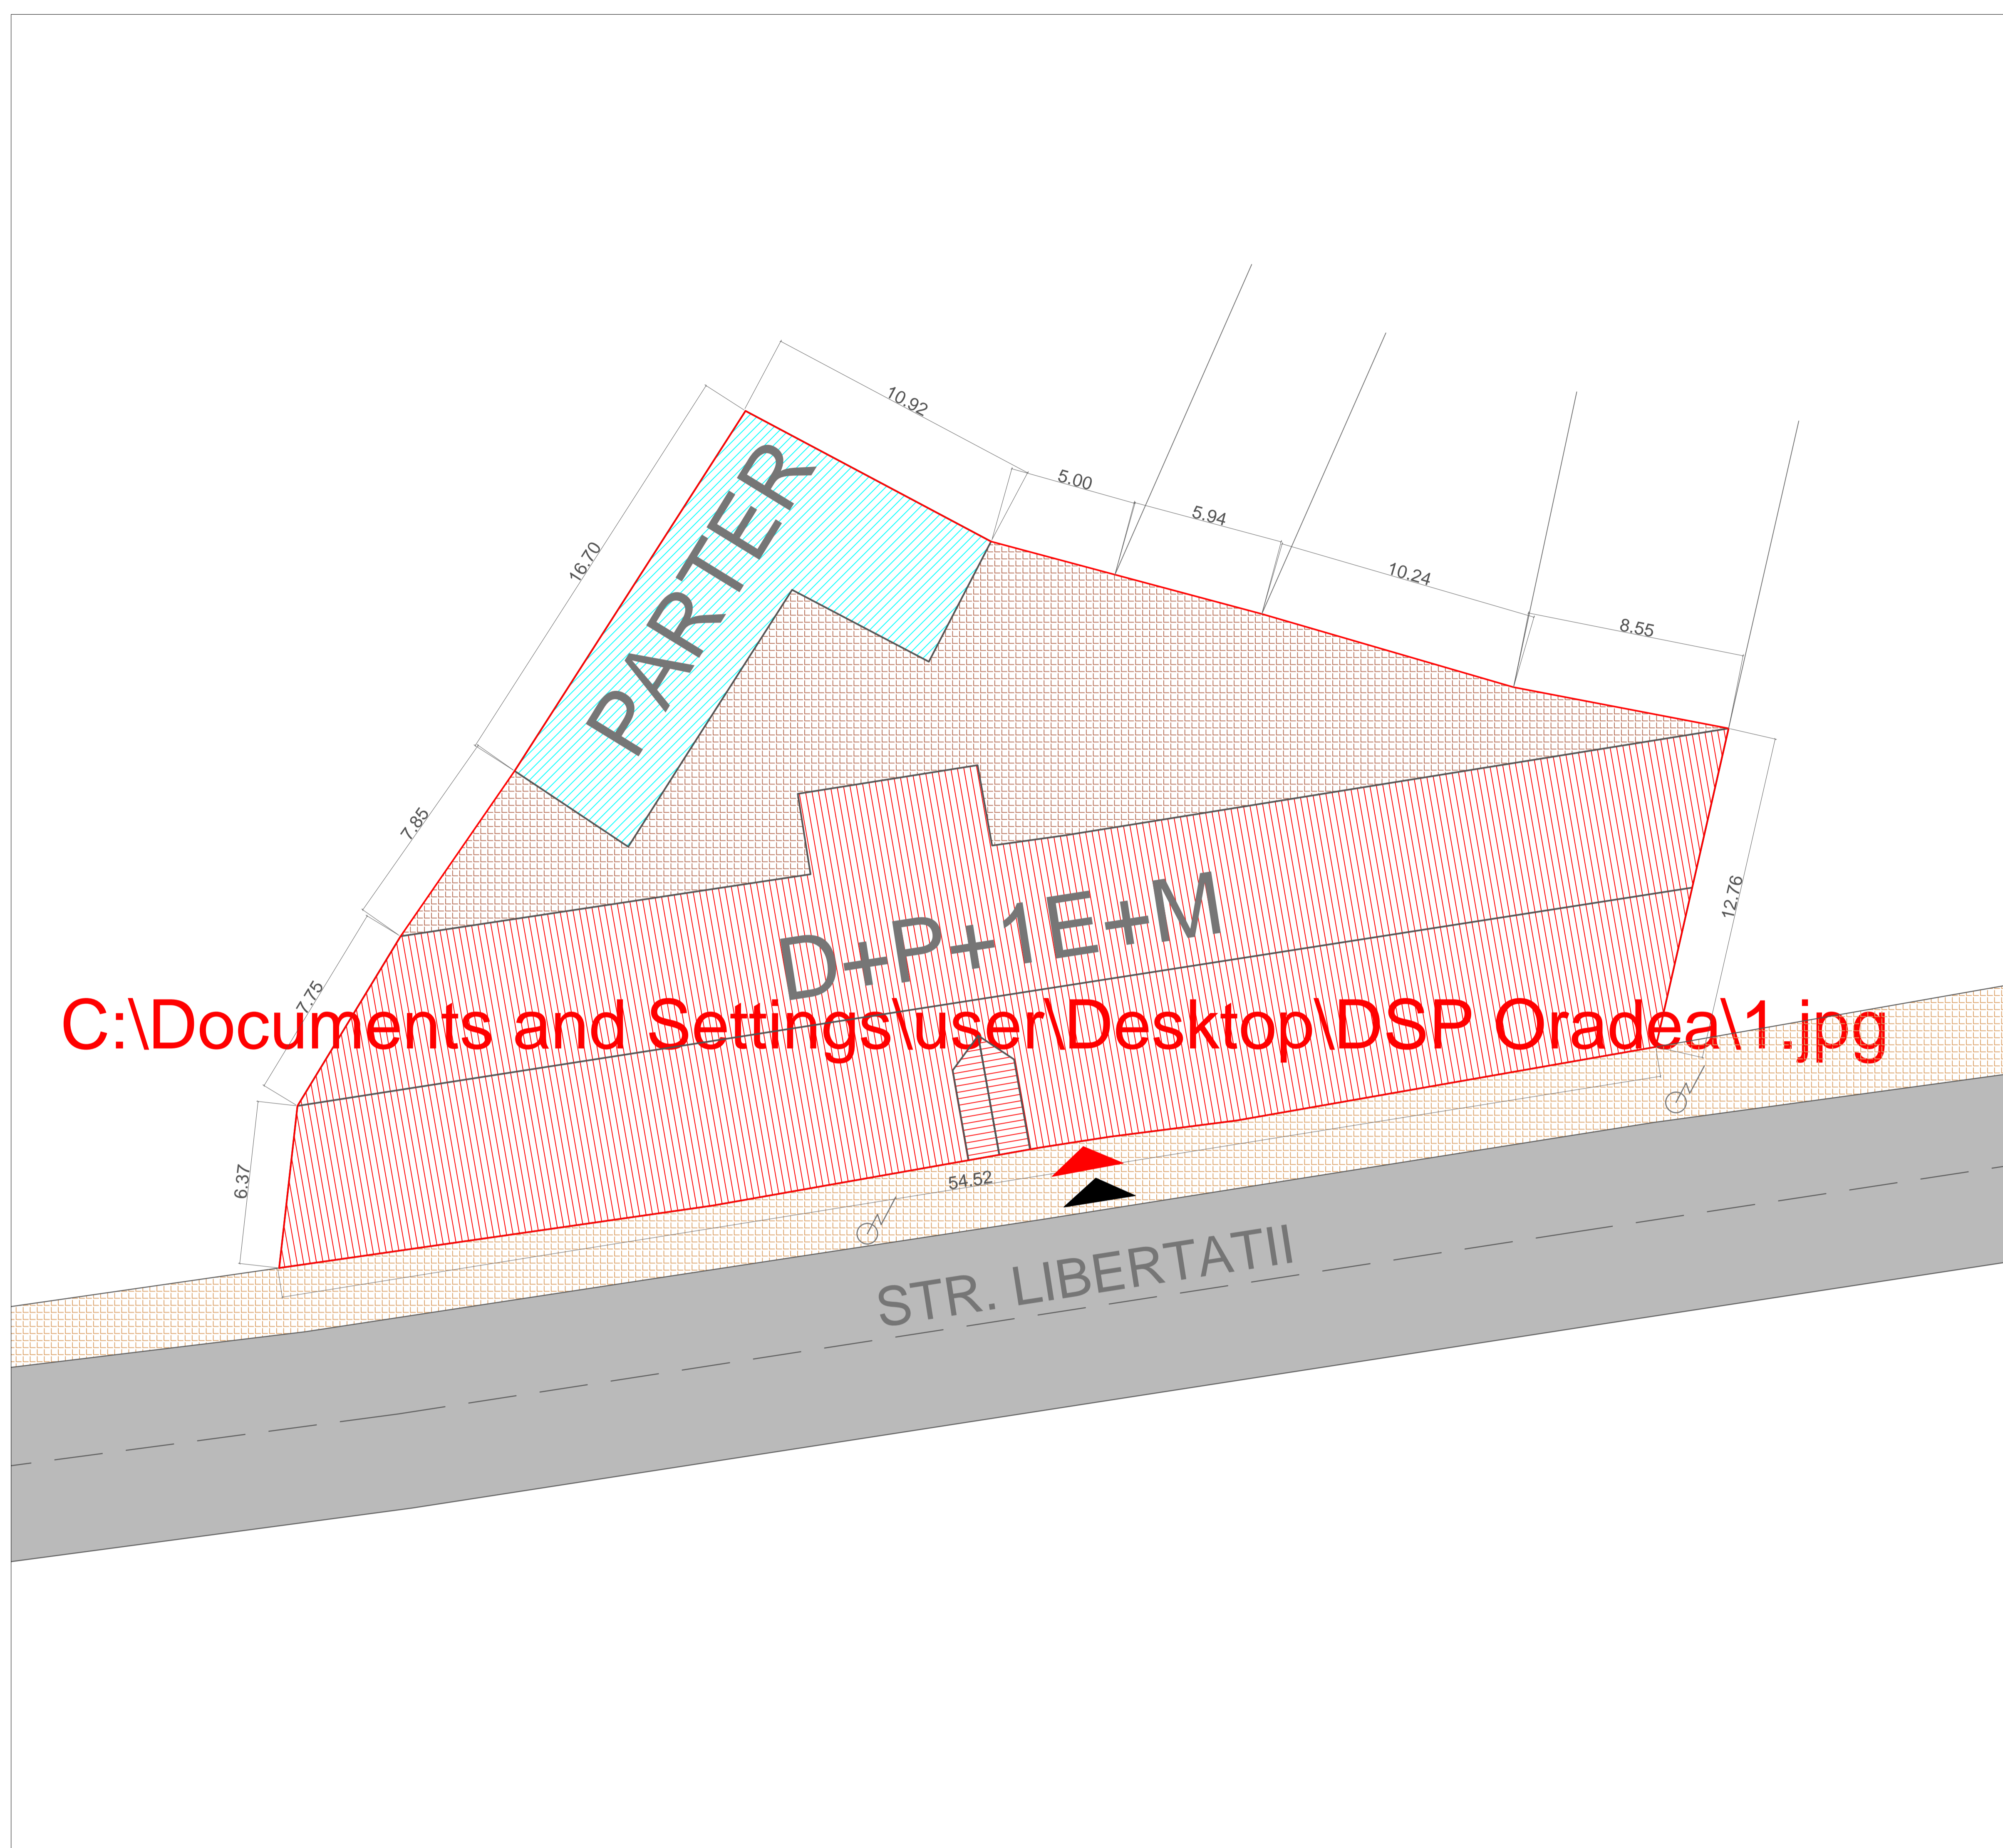 10.92
5.00
5.94
10.24
8.55
16.70
PARTER
7.85
12.76
D+P+1E+M
7.75
C:\Documents and Settings\user\Desktop\DSP Oradea\1.jpg
6.37
54.52
STR. LIBERTATII